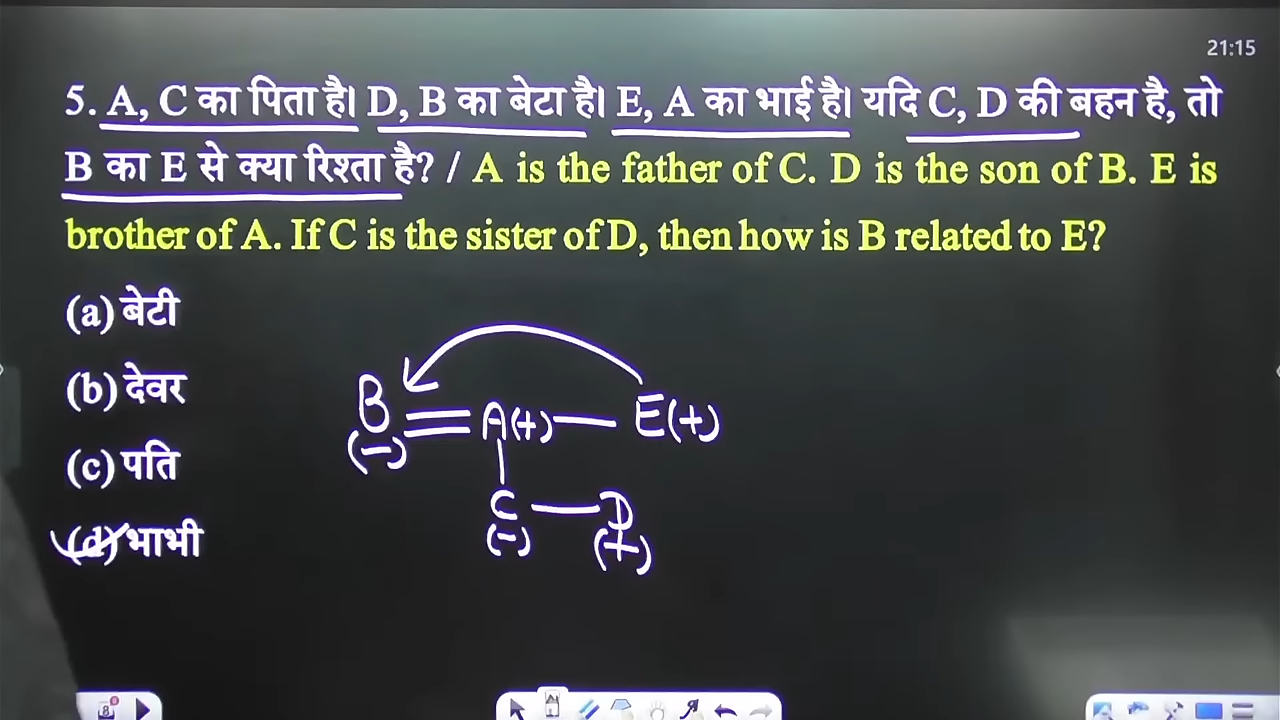 21:15
5. A, C का पिता है। D, B का बेटा है। E, A का भाई है। यदि C, D की बहन है, तो
B का E से क्या रिश्ता है? / A is the father of C. D is the son of B. E is
brother of A. If C is the sister of D, then how is B related to E?
(a) बेटी
(b) देवर
(c) पति
(d) भाभी
B = A(+) — E(+)
(-)
C — D
(-) (+)